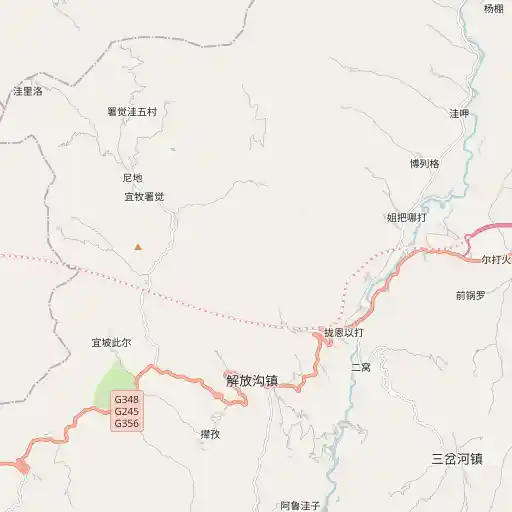 杨棚
洼里洛
署觉洼五村
洼呷
博列格
尼地
宜牧署觉
姐把哪打
尔打火
前锅罗
拢恩以打
宜坡此尔
二窝
解放沟镇
G348
G245
G356
撵孜
三岔河镇
阿鲁洼子